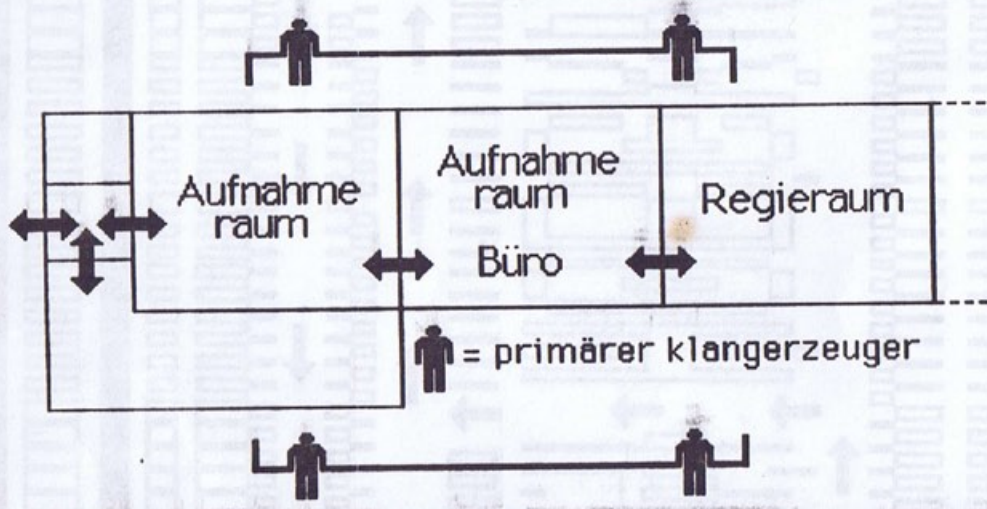 Aufnahme
raum
Aufnahme
raum
Büro
Regieraum
= primärer klangerzeuger